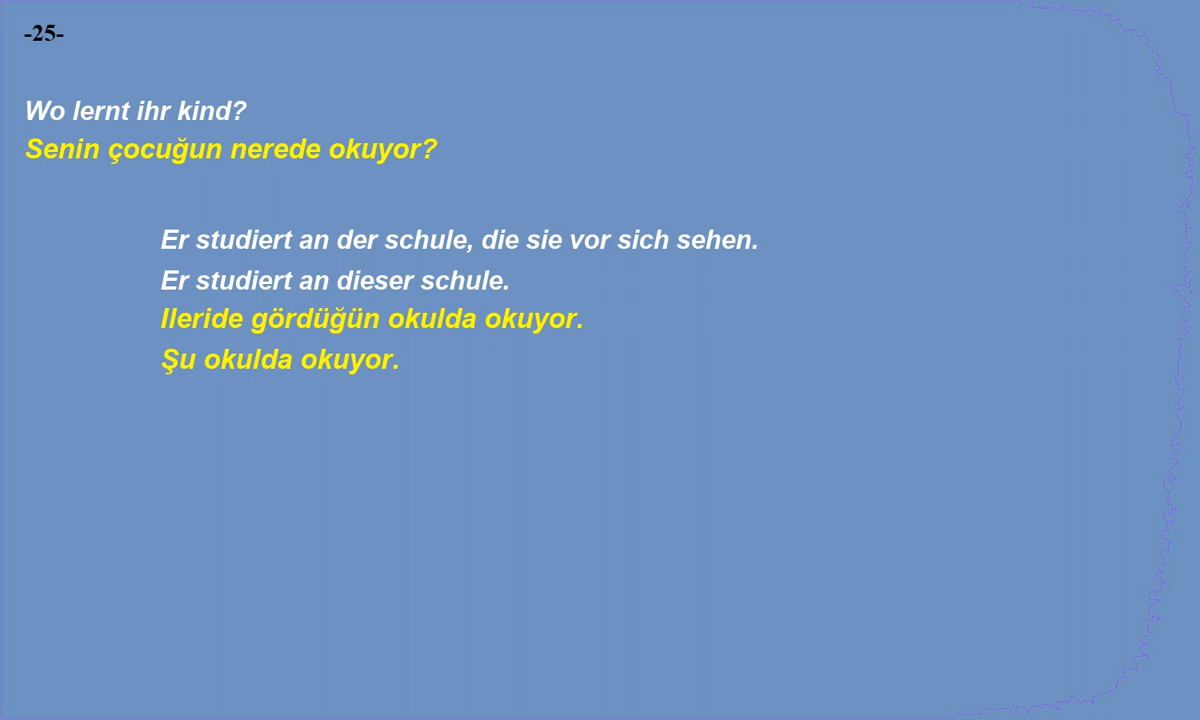 -25-
Wo lernt ihr kind?
Senin çocuğun nerede okuyor?
Er studiert an der schule, die sie vor sich sehen.
Er studiert an dieser schule.
Ileride gördüğün okulda okuyor.
Şu okulda okuyor.